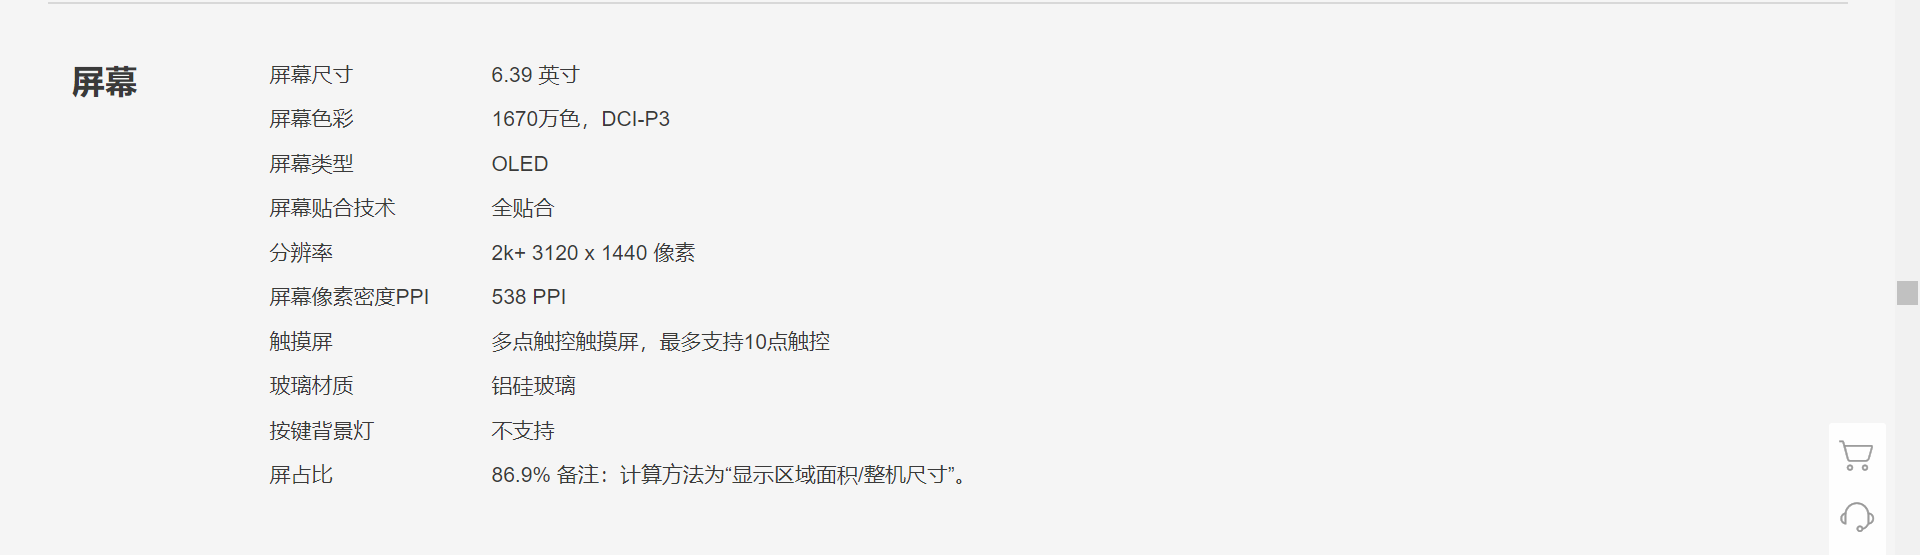 屏幕
屏幕尺寸 6.39 英寸
屏幕色彩 1670万色，DCI-P3
屏幕类型 OLED
屏幕贴合技术 全贴合
分辨率 2k+ 3120 x 1440 像素
屏幕像素密度PPI 538 PPI
触摸屏 多点触控触摸屏，最多支持10点触控
玻璃材质 铝硅玻璃
按键背景灯 不支持
屏占比 86.9% 备注：计算方法为“显示区域面积/整机尺寸”。